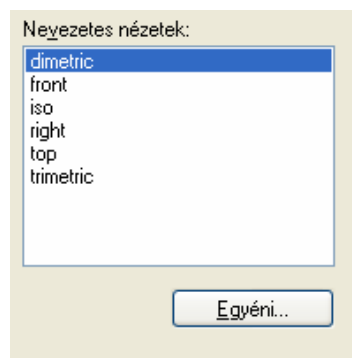 Nevezetes nézetek:
dimetric
front
iso
right
top
trimetric
Egyéni...